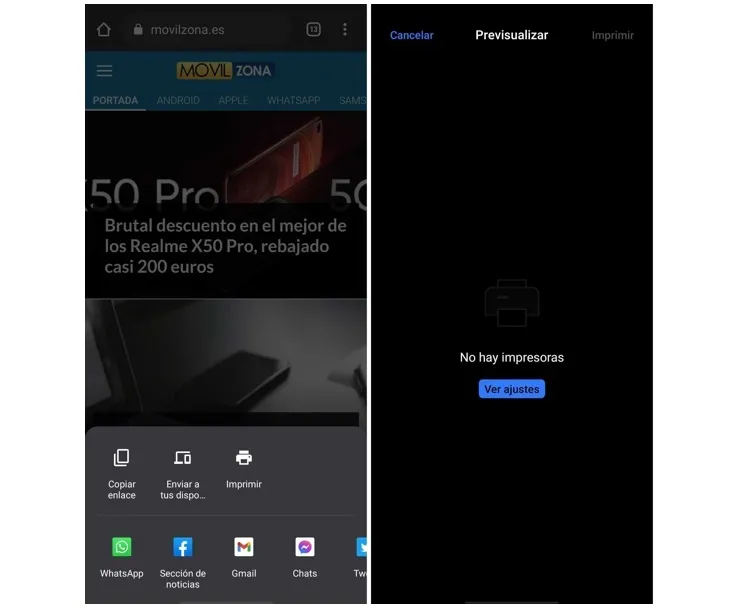 movilzona.es
13
MOVIL ZONA
PORTADA ANDROID APPLE WHATSAPP SAMS
X50 Pro 5G
Brutal descuento en el mejor de
los Realme X50 Pro, rebajado
casi 200 euros
Copiar
enlace
Enviar a
tus dispo...
Imprimir
WhatsApp
Sección de
noticias
Gmail
Chats
Tw
Cancelar
Previsualizar
Imprimir
No hay impresoras
Ver ajustes